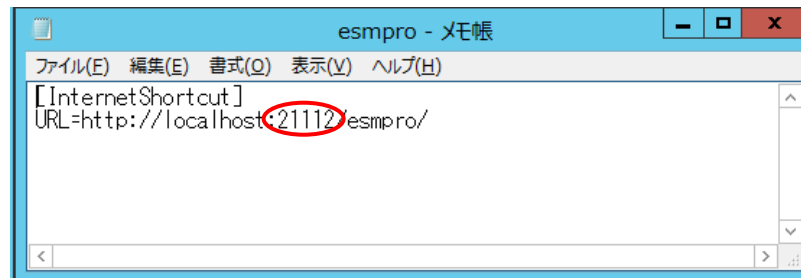 esmpro - メモ帳
ファイル(F) 編集(E) 書式(O) 表示(V) ヘルプ(H)
[InternetShortcut]
URL=http://localhost:21112/esmpro/